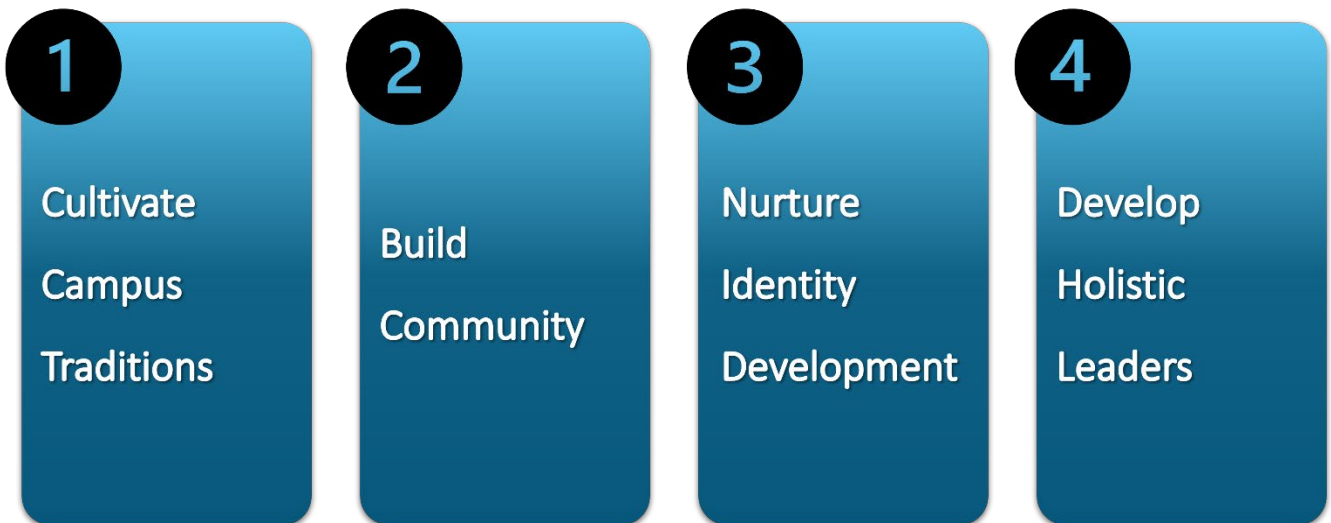 1
Cultivate
Campus
Traditions
2
Build
Community
3
Nurture
Identity
Development
4
Develop
Holistic
Leaders